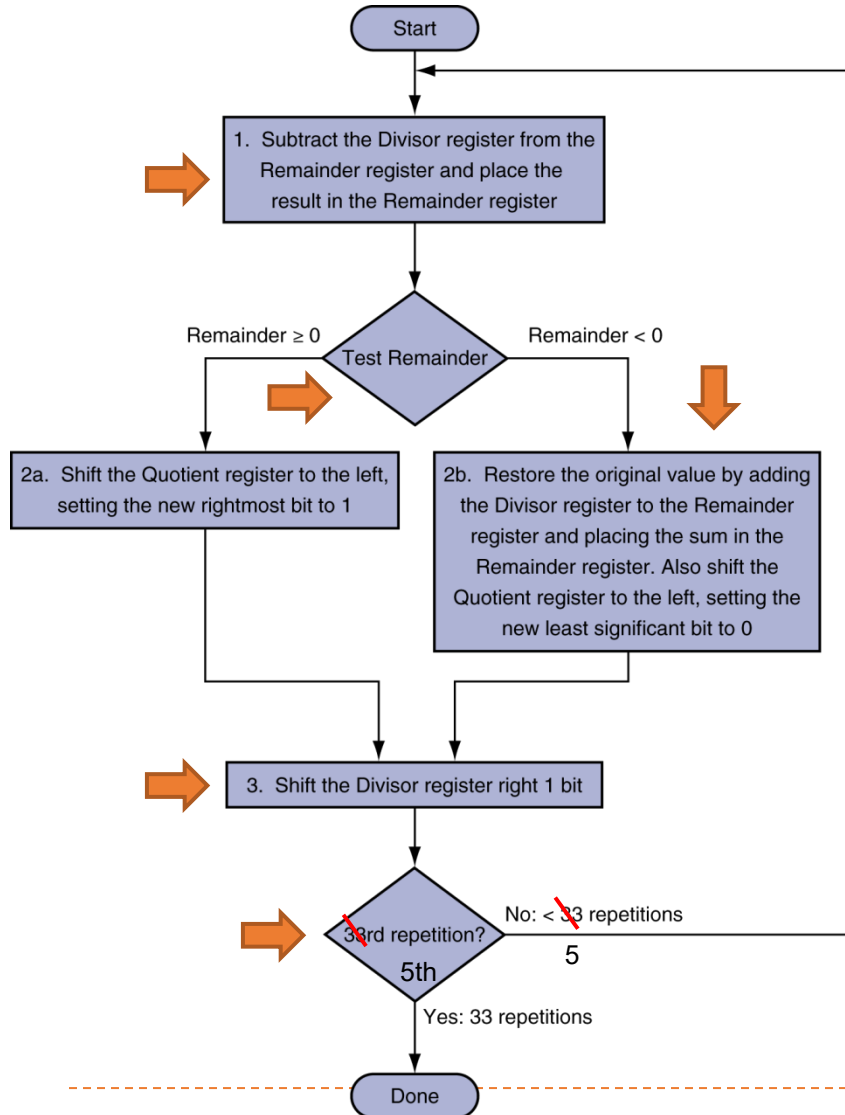 Start
1. Subtract the Divisor register from the
Remainder register and place the
result in the Remainder register
Remainder ≥ 0
Test Remainder
Remainder < 0
2a. Shift the Quotient register to the left,
setting the new rightmost bit to 1
2b. Restore the original value by adding
the Divisor register to the Remainder
register and placing the sum in the
Remainder register. Also shift the
Quotient register to the left, setting the
new least significant bit to 0
3. Shift the Divisor register right 1 bit
33rd repetition?
5th
No: < 33 repetitions
5
Yes: 33 repetitions
Done